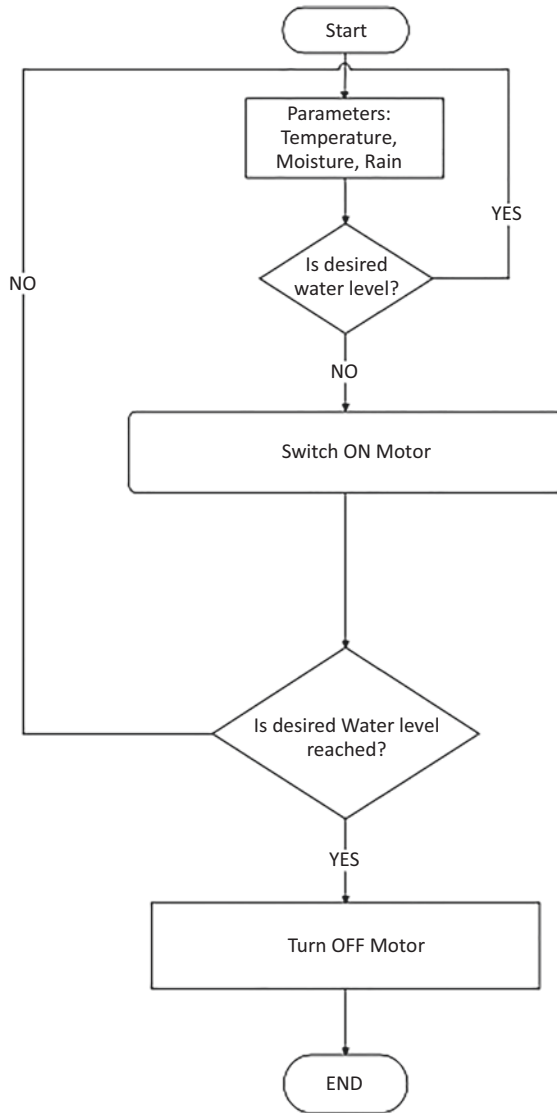 Start
Parameters:
Temperature,
Moisture, Rain
YES
Is desired
water level?
NO
NO
Switch ON Motor
Is desired Water level
reached?
YES
Turn OFF Motor
END